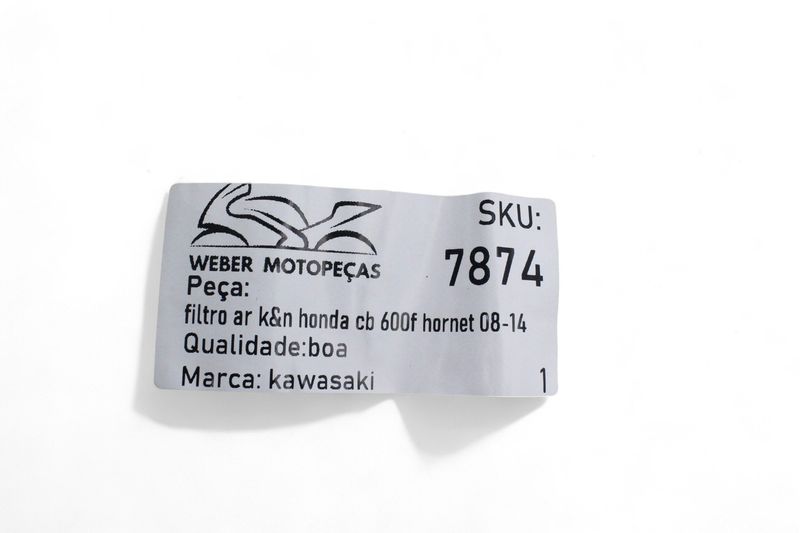 WEBER MOTOPEÇAS
SKU:
7874
Peça:
filtro ar k&n honda cb 600f hornet 08-14
Qualidade:boa
Marca: kawasaki
1